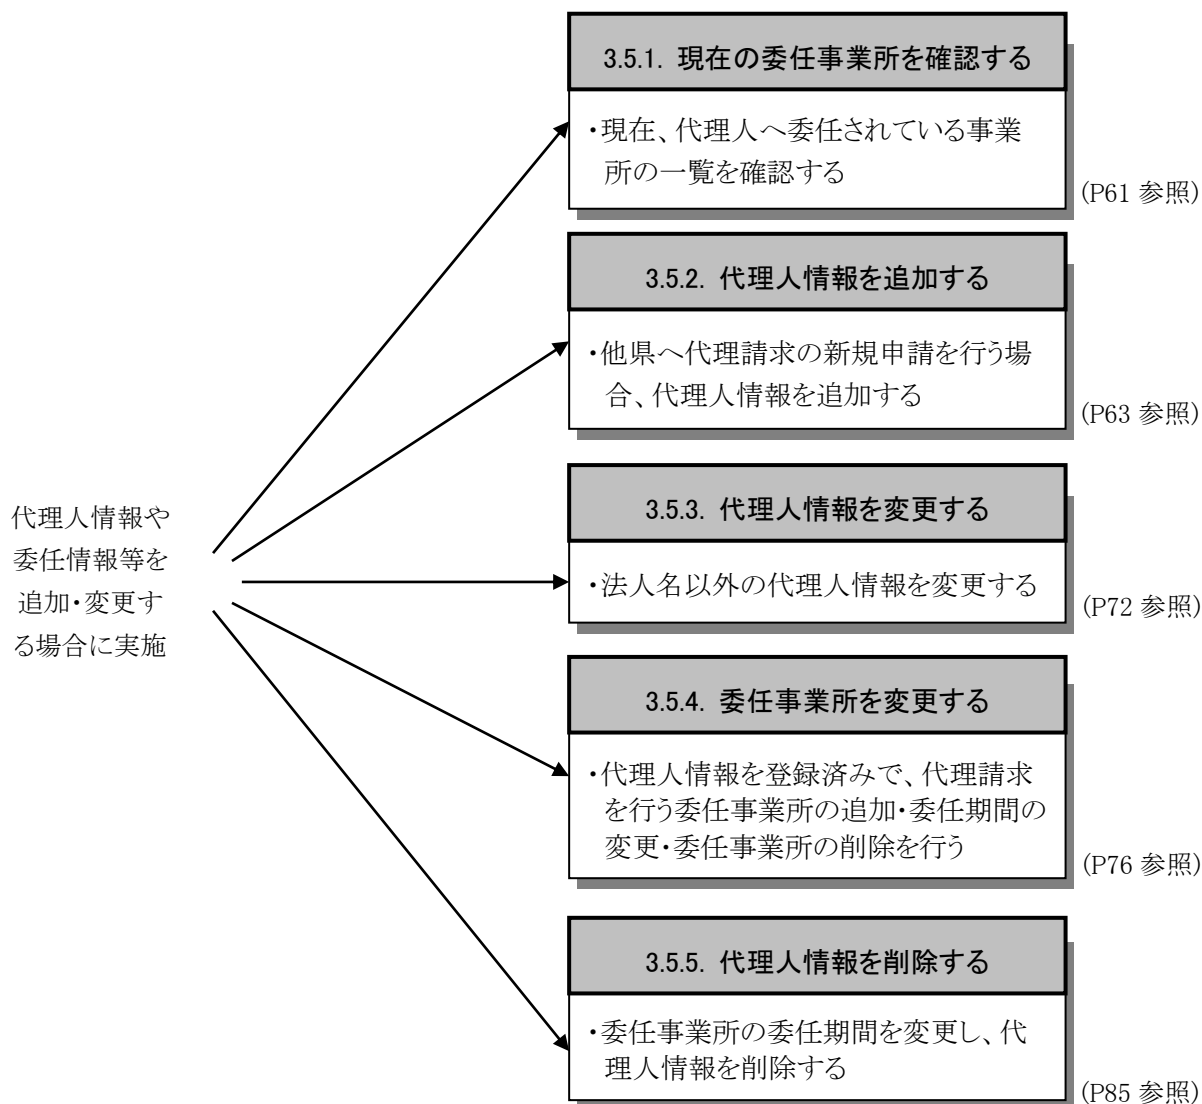 3.5.1. 現在の委任事業所を確認する
・現在、代理人へ委任されている事業
所の一覧を確認する
(P61 参照)
3.5.2. 代理人情報を追加する
・他県へ代理請求の新規申請を行う場
合、代理人情報を追加する
(P63 参照)
代理人情報や
委任情報等を
追加・変更す
る場合に実施
3.5.3. 代理人情報を変更する
・法人名以外の代理人情報を変更する
(P72 参照)
3.5.4. 委任事業所を変更する
・代理人情報を登録済みで、代理請求
を行う委任事業所の追加・委任期間の
変更・委任事業所の削除を行う
(P76 参照)
3.5.5. 代理人情報を削除する
・委任事業所の委任期間を変更し、代
理人情報を削除する
(P85 参照)